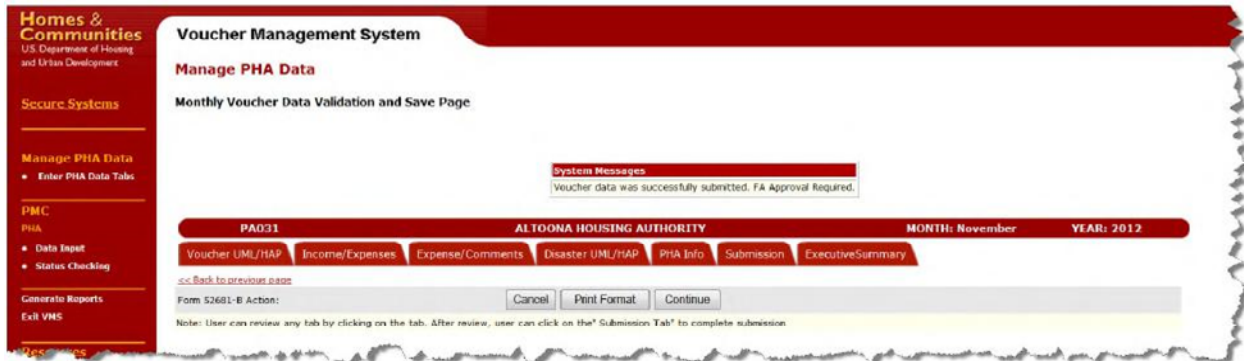 Homes &
Communities
U.S. Department of Housing
and Urban Development
Secure Systems
Manage PHA Data
• Enter PHA Data Tabs
PMC
PHA
• Data Input
• Status Checking
Generate Reports
Exit VMS
Resources
Voucher Management System
Manage PHA Data
Monthly Voucher Data Validation and Save Page
System Messages
Voucher data was successfully submitted. FA Approval Required.
PA031 ALTOONA HOUSING AUTHORITY MONTH: November YEAR: 2012
Voucher UML/HAP Income/Expenses Expense/Comments Disaster UML/HAP PHA Info Submission ExecutiveSummary
<< Back to previous page
Form 52681-B Action: Cancel Print Format Continue
Note: User can review any tab by clicking on the tab. After review, user can click on the" Submission Tab" to complete submission